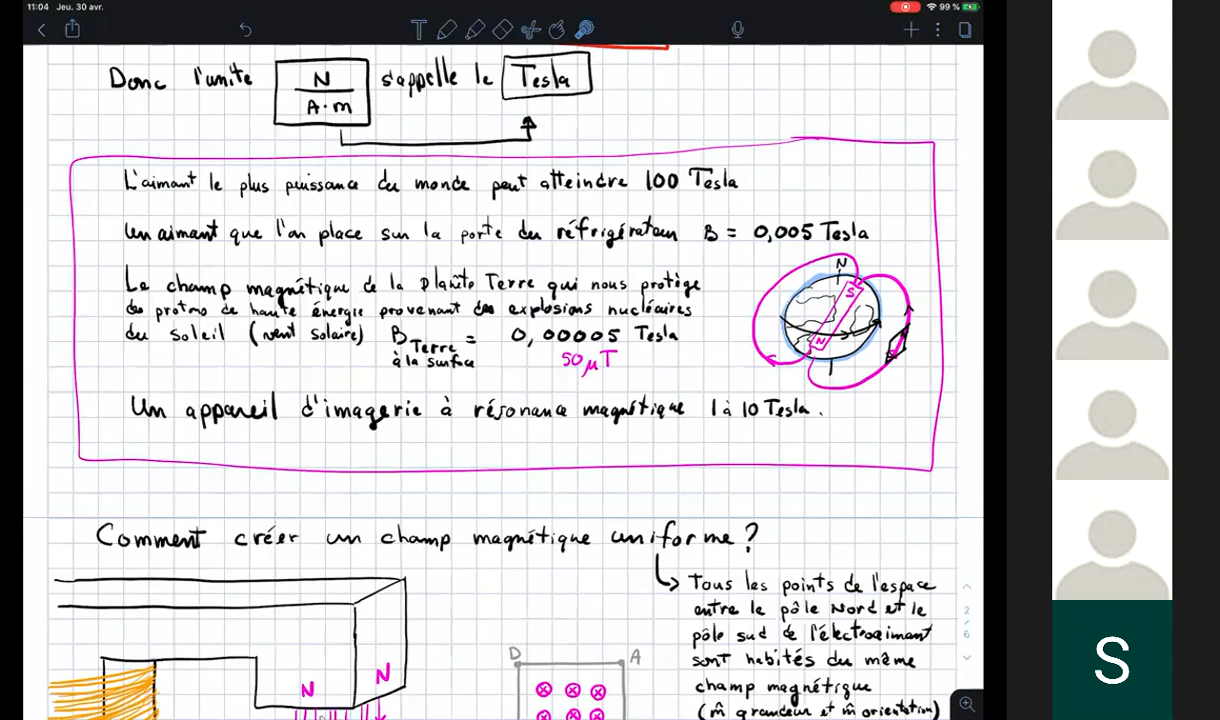 11:04 Jeu. 30 avr.
99 %
Donc l'unité N / A·m s'appelle le Tesla
L'aimant le plus puissance du monde peut atteindre 100 Tesla
Un aimant que l'on place sur la porte du réfrigérateur B = 0,005 Tesla
Le champ magnétique de la planète Terre qui nous protège
des protons de haute énergie provenant des explosions nucléaires
du soleil (vent solaire) B Terre à la surface = 0,00005 Tesla
50 μT
N
S
N
Un appareil d'imagerie à résonance magnétique 1 à 10 Tesla.
Comment créer un champ magnétique uniforme?
Tous les points de l'espace
entre le pôle Nord et le
pôle sud de l'électroaimant
sont habités du même
champ magnétique
(m̂ grandeur et m̂ orientation)
N
N
D
A
2/6
S